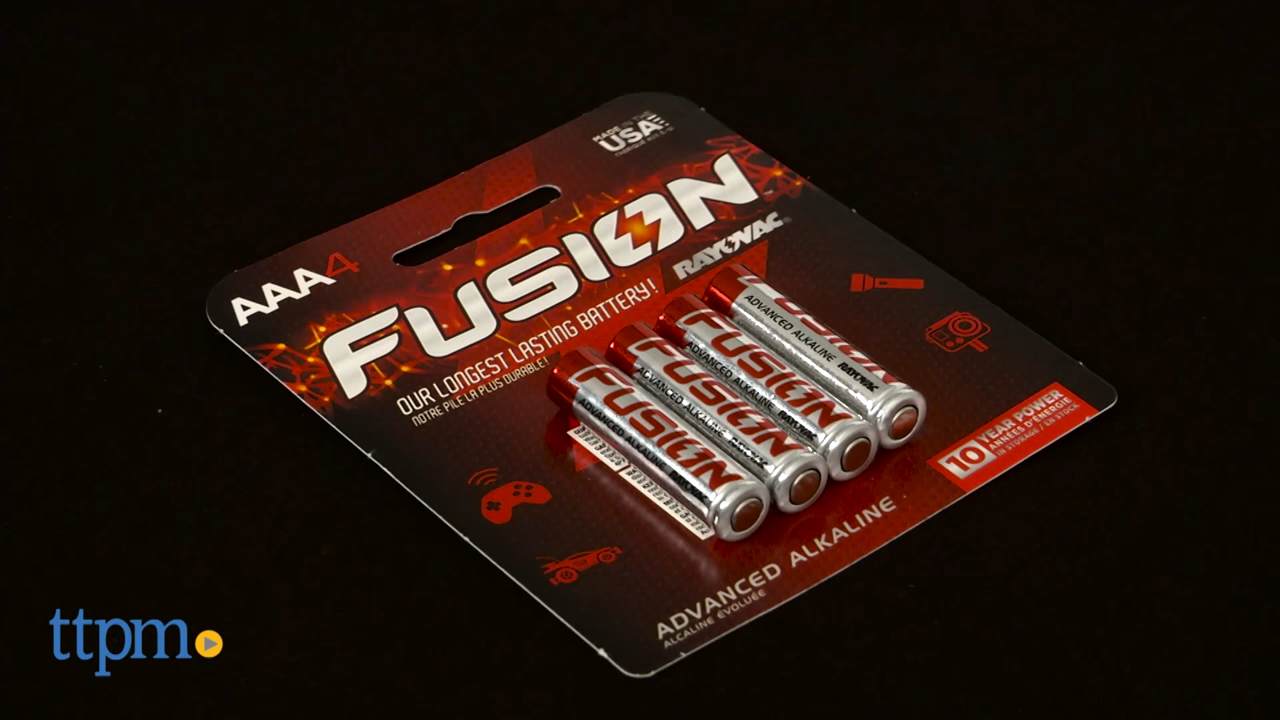 MADE IN THE
USA
AAA4
FUSION
RAYOVAC
OUR LONGEST LASTING BATTERY!
NOTRE PILE LA PLUS DURABLE!
FUSION
ADVANCED ALKALINE RAYOVAC
FUSION
ADVANCED ALKALINE RAYOVAC
FUSION
ADVANCED ALKALINE RAYOVAC
FUSION
ADVANCED ALKALINE RAYOVAC
10 YEAR POWER
ANNÉES D'ÉNERGIE
IN STORAGE / EN STOCK
ADVANCED ALKALINE
ALCALINE ÉVOLUÉE
ttpm